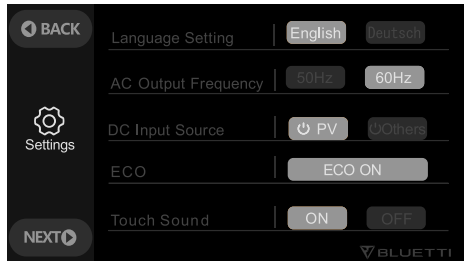 BACK
Language Setting English Deutsch
AC Output Frequency 50Hz 60Hz
DC Input Source PV Others
Settings
ECO ECO ON
Touch Sound ON OFF
NEXT
BLUETTI